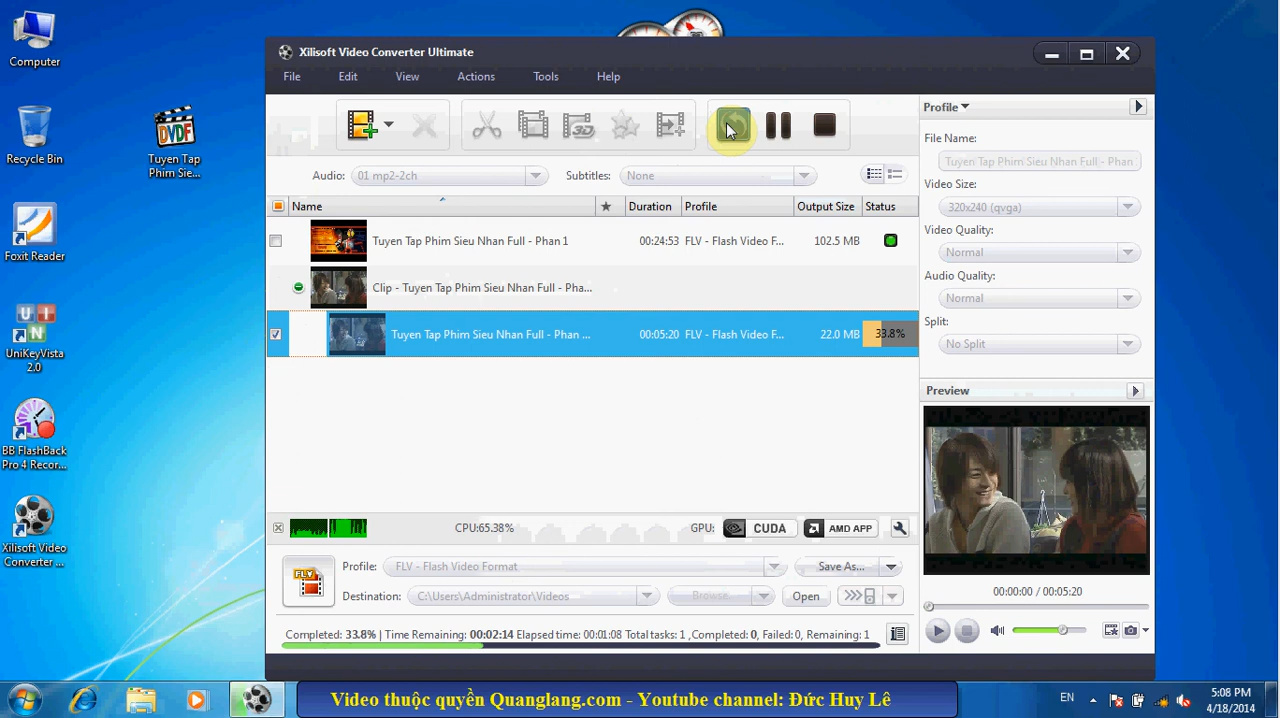 Computer
Recycle Bin
Tuyen Tap
Phim Sie...
Foxit Reader
UniKeyVista
2.0
BB FlashBack
Pro 4 Recor...
Xilisoft Video
Converter ...
Xilisoft Video Converter Ultimate
File Edit View Actions Tools Help
Audio: 01 mp2-2ch Subtitles: None
Name ★ Duration Profile Output Size Status
Tuyen Tap Phim Sieu Nhan Full - Phan 1 00:24:53 FLV - Flash Video F... 102.5 MB
Clip - Tuyen Tap Phim Sieu Nhan Full - Pha...
Tuyen Tap Phim Sieu Nhan Full - Phan ... 00:05:20 FLV - Flash Video F... 22.0 MB 33.8%
CPU:65.38% GPU: CUDA AMD APP
FLV
Profile: FLV - Flash Video Format Save As...
Destination: C:\Users\Administrator\Videos Browse... Open
Completed: 33.8% | Time Remaining: 00:02:14 Elapsed time: 00:01:08 Total tasks: 1 ,Completed: 0, Failed: 0, Remaining: 1
Profile
File Name:
Tuyen Tap Phim Sieu Nhan Full - Phan
Video Size:
320x240 (qvga)
Video Quality:
Normal
Audio Quality:
Normal
Split:
No Split
Preview
00:00:00 / 00:05:20
Video thuộc quyền Quanglang.com - Youtube channel: Đức Huy Lê
EN
5:08 PM
4/18/2014